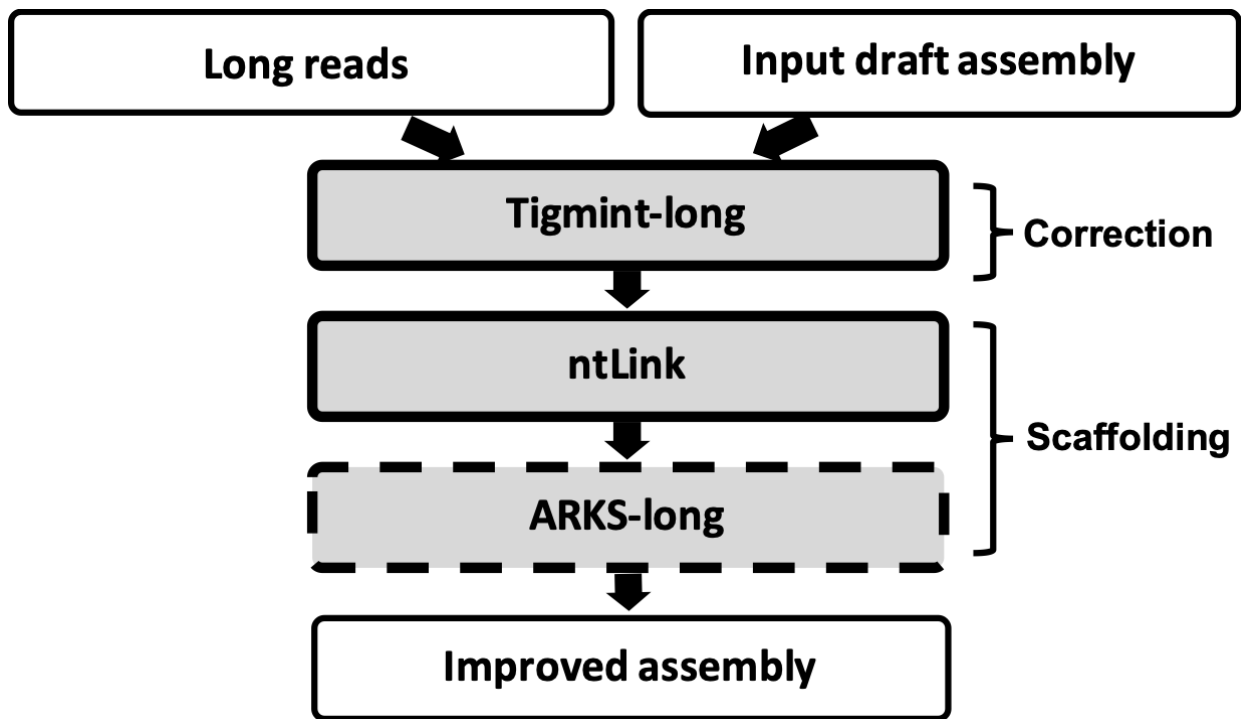 Long reads
Input draft assembly
Tigmint-long
Correction
ntLink
Scaffolding
ARKS-long
Improved assembly